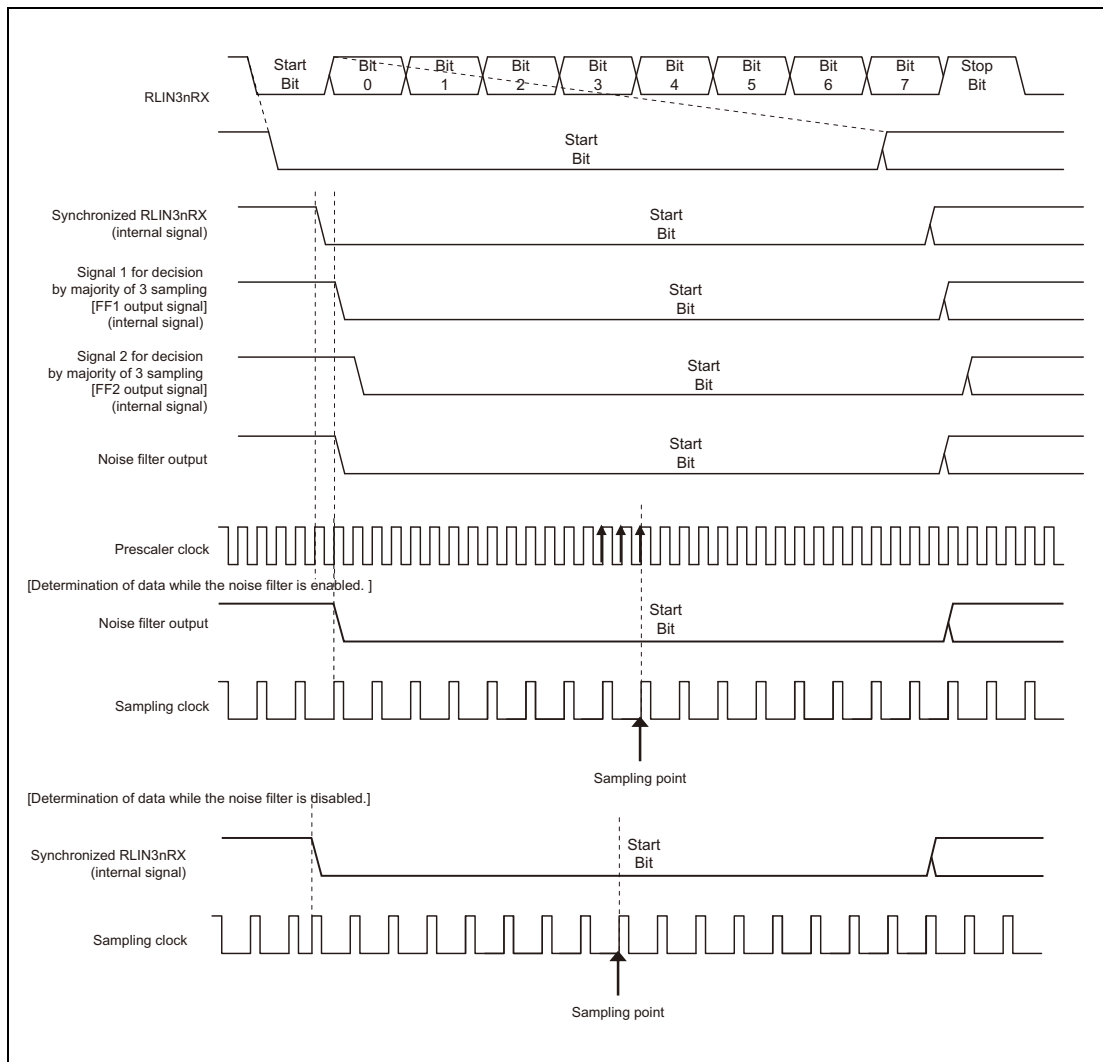 RLIN3nRX
Start Bit
Bit 0
Bit 1
Bit 2
Bit 3
Bit 4
Bit 5
Bit 6
Bit 7
Stop Bit
Start
Bit
Synchronized RLIN3nRX
(internal signal)
Start
Bit
Signal 1 for decision
by majority of 3 sampling
[FF1 output signal]
(internal signal)
Start
Bit
Signal 2 for decision
by majority of 3 sampling
[FF2 output signal]
(internal signal)
Start
Bit
Noise filter output
Start
Bit
Prescaler clock
[Determination of data while the noise filter is enabled. ]
Noise filter output
Start
Bit
Sampling clock
Sampling point
[Determination of data while the noise filter is disabled.]
Synchronized RLIN3nRX
(internal signal)
Start
Bit
Sampling clock
Sampling point